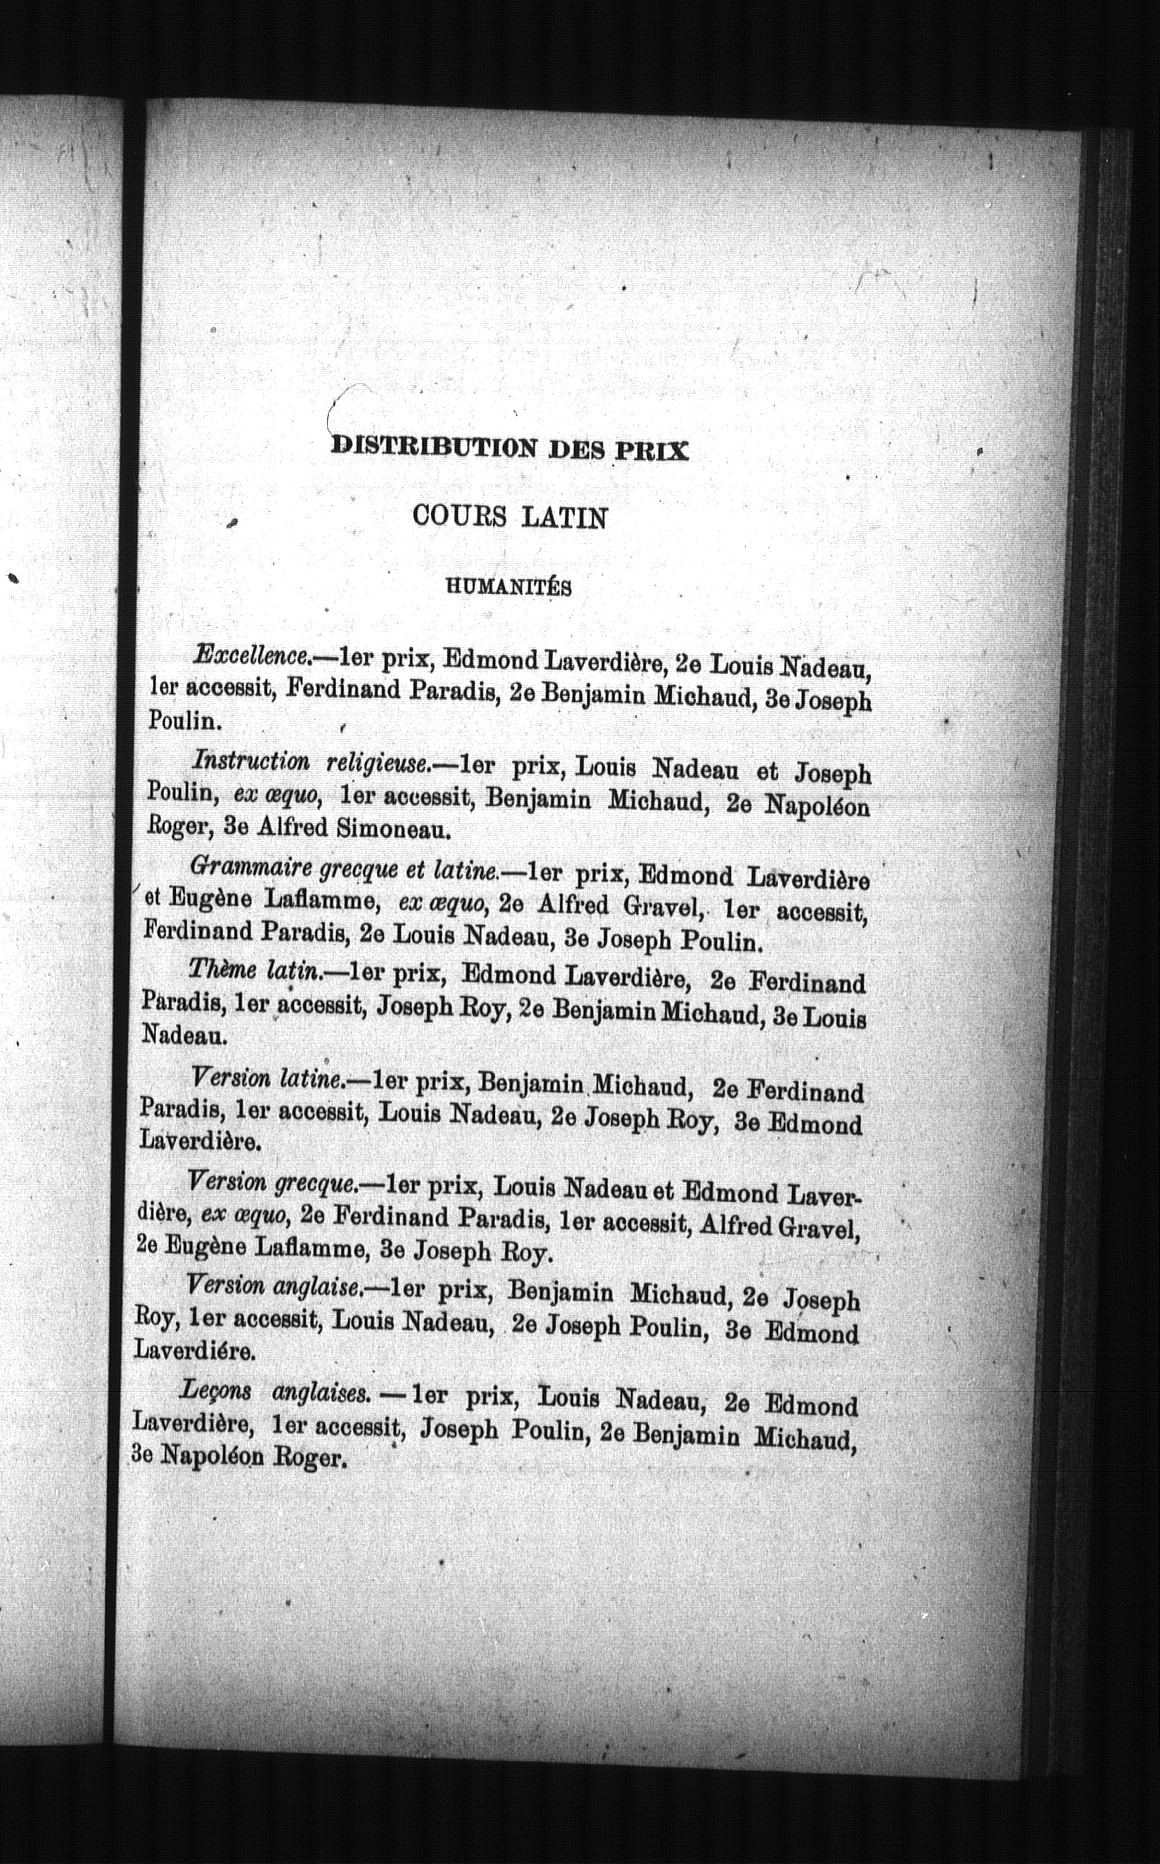 DISTRIBUTION DES PRIX
COURS LATIN
HUMANITÉS
Excellence.—1er prix, Edmond Laverdière, 2e Louis Nadeau,
1er accessit, Ferdinand Paradis, 2e Benjamin Michaud, 3e Joseph
Poulin.
Instruction religieuse.—1er prix, Louis Nadeau et Joseph
Poulin, ex œquo, 1er accessit, Benjamin Michaud, 2e Napoléon
Roger, 3e Alfred Simoneau.
Grammaire grecque et latine.—1er prix, Edmond Laverdière
et Eugène Laflamme, ex œquo, 2e Alfred Gravel, 1er accessit,
Ferdinand Paradis, 2e Louis Nadeau, 3e Joseph Poulin.
Thème latin.—1er prix, Edmond Laverdière, 2e Ferdinand
Paradis, 1er accessit, Joseph Roy, 2e Benjamin Michaud, 3e Louis
Nadeau.
Version latine.—1er prix, Benjamin Michaud, 2e Ferdinand
Paradis, 1er accessit, Louis Nadeau, 2e Joseph Roy, 3e Edmond
Laverdière.
Version grecque.—1er prix, Louis Nadeau et Edmond Laver-
dière, ex œquo, 2e Ferdinand Paradis, 1er accessit, Alfred Gravel,
2e Eugène Laflamme, 3e Joseph Roy.
Version anglaise.—1er prix, Benjamin Michaud, 2e Joseph
Roy, 1er accessit, Louis Nadeau, 2e Joseph Poulin, 3e Edmond
Laverdiére.
Leçons anglaises. — 1er prix, Louis Nadeau, 2e Edmond
Laverdière, 1er accessit, Joseph Poulin, 2e Benjamin Michaud,
3e Napoléon Roger.